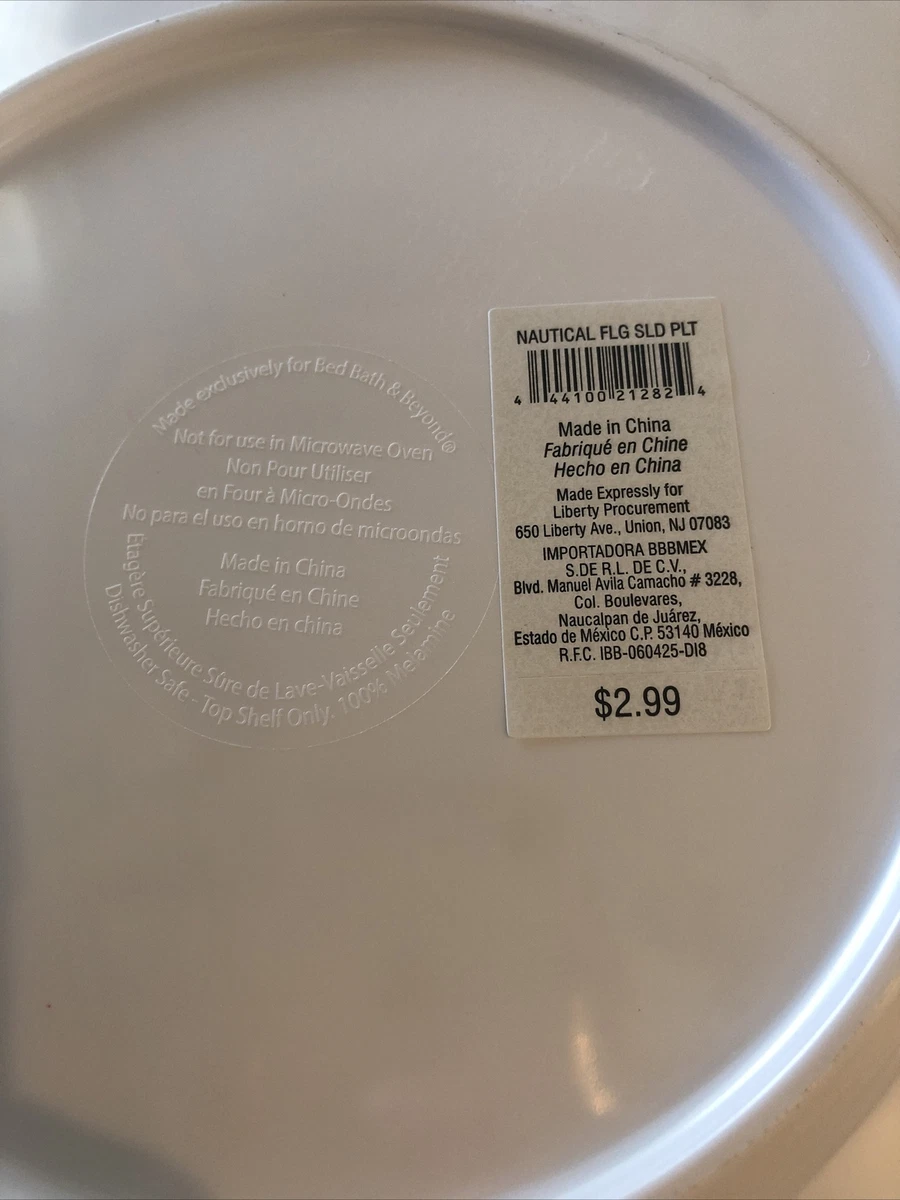 Made exclusively for Bed Bath & Beyond®
Not for use in Microwave Oven
Non Pour Utiliser
en Four à Micro-Ondes
No para el uso en horno de microondas
Made in China
Fabriqué en Chine
Hecho en china
Étagère Supérieure Sûre de Lave-Vaisselle Seulement
Dishwasher Safe - Top Shelf Only. 100% Melamine
NAUTICAL FLG SLD PLT
4 44100 21282 4
Made in China
Fabriqué en Chine
Hecho en China
Made Expressly for
Liberty Procurement
650 Liberty Ave., Union, NJ 07083
IMPORTADORA BBBMEX
S.DE R.L. DE C.V.,
Blvd. Manuel Avila Camacho # 3228,
Col. Boulevares,
Naucalpan de Juárez,
Estado de México C.P. 53140 México
R.F.C. IBB-060425-DI8
$2.99